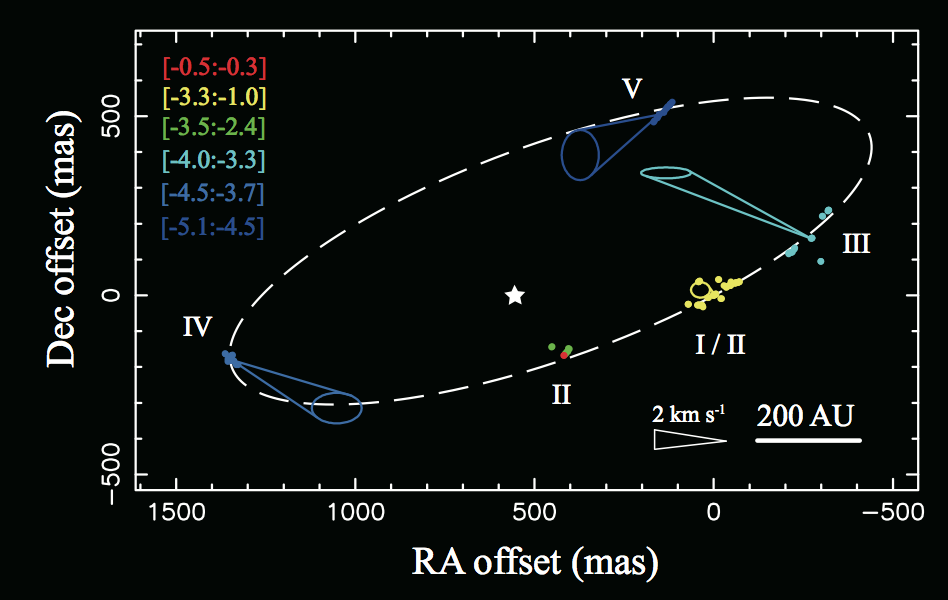 [-0.5:-0.3]
[-3.3:-1.0]
[-3.5:-2.4]
[-4.0:-3.3]
[-4.5:-3.7]
[-5.1:-4.5]
V
III
IV
I / II
II
2 km s⁻¹
200 AU
500
0
−500
Dec offset (mas)
1500
1000
500
0
−500
RA offset (mas)